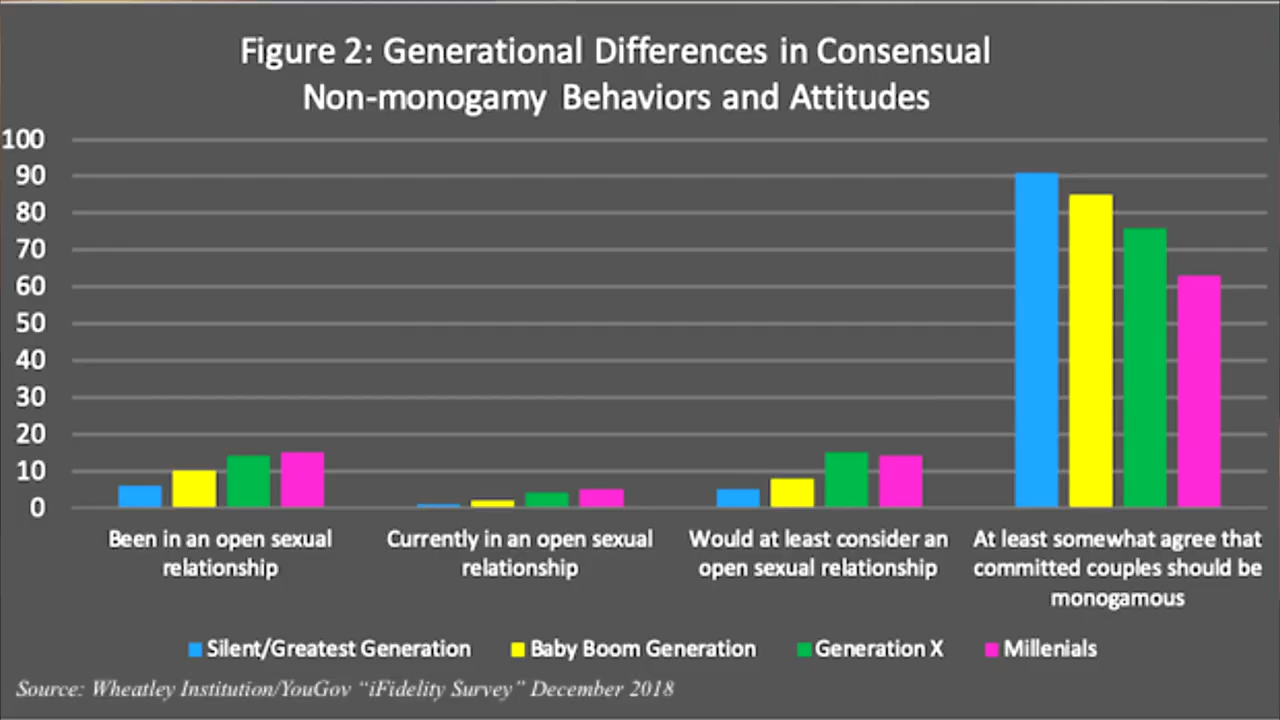 Figure 2: Generational Differences in Consensual
Non-monogamy Behaviors and Attitudes
100
90
80
70
60
50
40
30
20
10
0
Been in an open sexual
relationship
Currently in an open sexual
relationship
Would at least consider an
open sexual relationship
At least somewhat agree that
committed couples should be
monogamous
Silent/Greatest Generation
Baby Boom Generation
Generation X
Millenials
Source: Wheatley Institution/YouGov “iFidelity Survey” December 2018